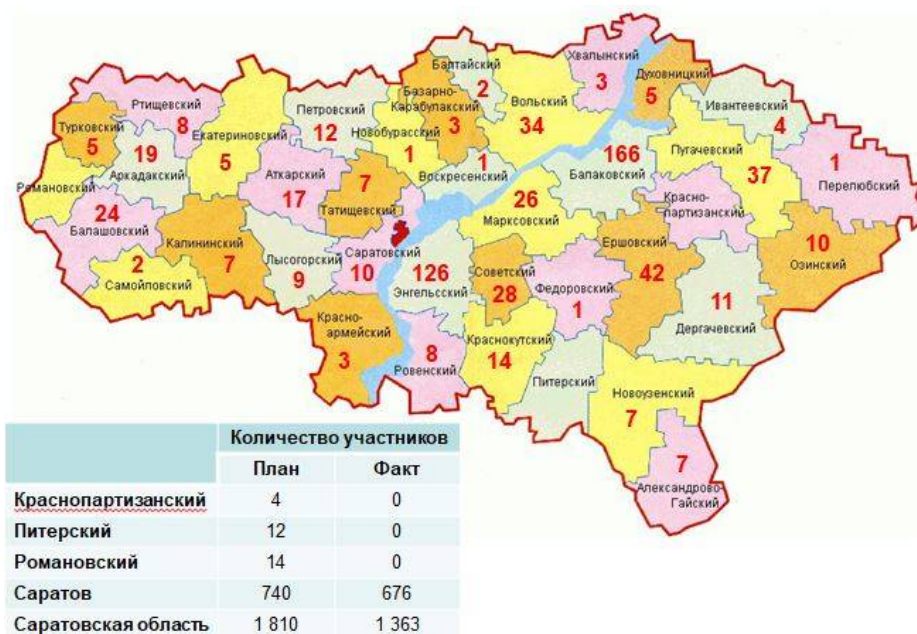 Хвалынский
3
Балтайский
2
Духовницкий
5
Базарно-
Карабулакский
3
Вольский
34
Ивантеевский
4
Ртищевский
8
Петровский
12
Турковский
5
Екатериновский
5
Новобурасский
1
19
Аркадакский
1
Воскресенский
166
Балаковский
Пугачевский
37
1
Перелюбский
Аткарский
17
7
Татищевский
Романовский
26
Марксовский
Красно-
партизанский
24
Балашовский
Калининский
7
Ершовский
42
10
Озинский
Лысогорский
9
Саратовский
10
126
Энгельсский
Советский
28
Федоровский
1
2
Самойловский
11
Дергачевский
Красно-
армейский
3
8
Ровенский
Краснокутский
14
Питерский
Новоузенский
7
7
Александрово-
Гайский
Количество участников
План Факт
Краснопартизанский 4 0
Питерский 12 0
Романовский 14 0
Саратов 740 676
Саратовская область 1 810 1 363